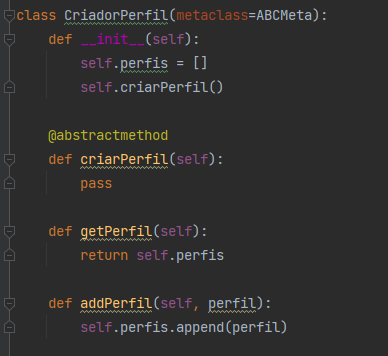 class CriadorPerfil(metaclass=ABCMeta):
    def __init__(self):
        self.perfis = []
        self.criarPerfil()

    @abstractmethod
    def criarPerfil(self):
        pass

    def getPerfil(self):
        return self.perfis

    def addPerfil(self, perfil):
        self.perfis.append(perfil)